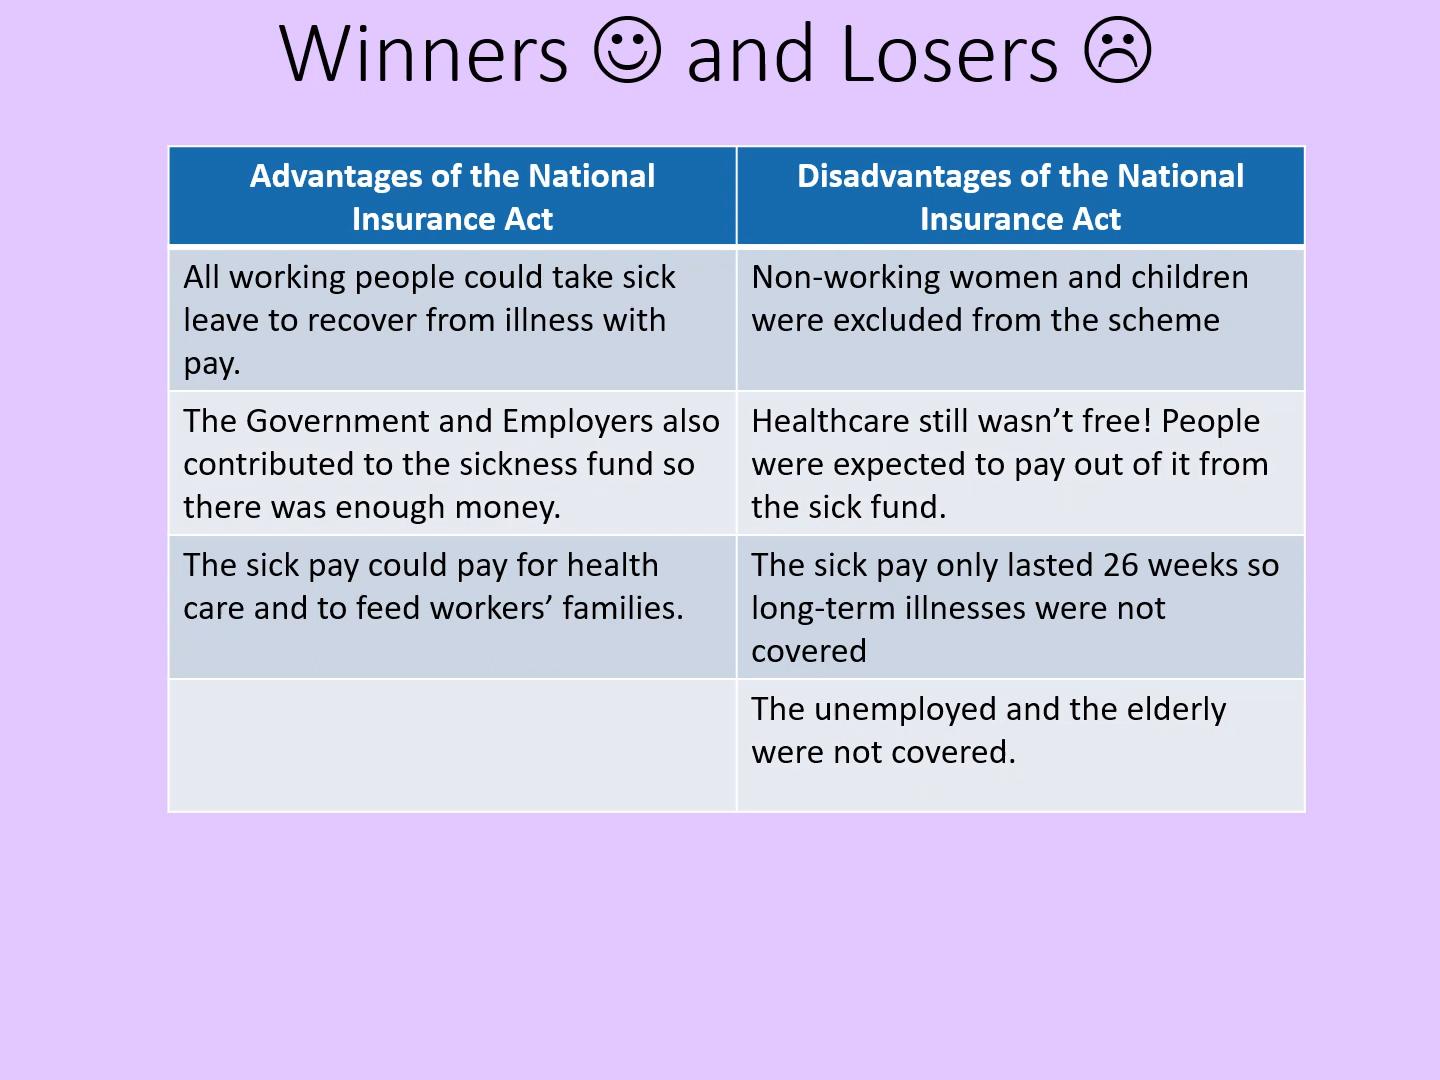 Winners ☺ and Losers ☹
Advantages of the National
Insurance Act
Disadvantages of the National
Insurance Act
All working people could take sick
leave to recover from illness with
pay.
Non-working women and children
were excluded from the scheme
The Government and Employers also
contributed to the sickness fund so
there was enough money.
Healthcare still wasn’t free! People
were expected to pay out of it from
the sick fund.
The sick pay could pay for health
care and to feed workers’ families.
The sick pay only lasted 26 weeks so
long-term illnesses were not
covered
The unemployed and the elderly
were not covered.